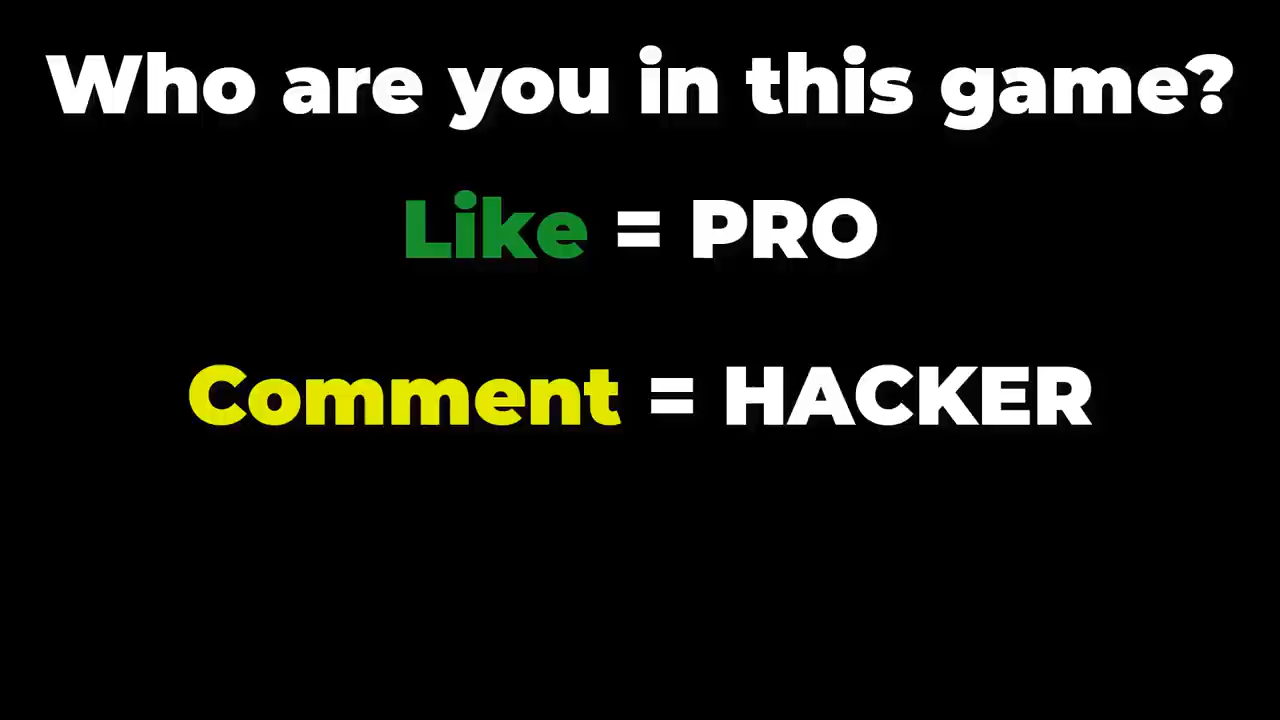 Who are you in this game?
Like = PRO
Comment = HACKER